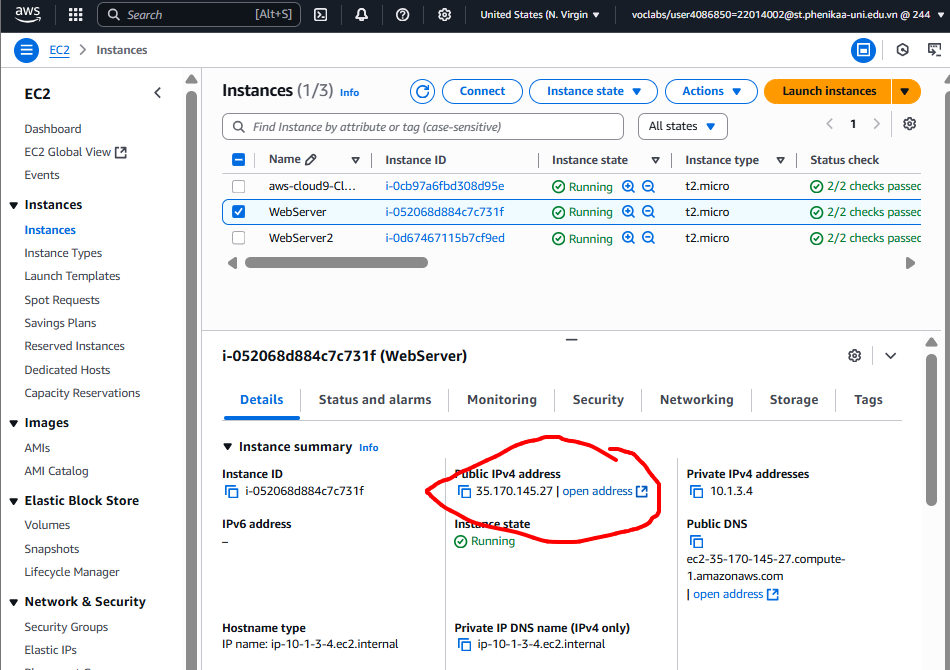 aws
Search [Alt+S]
United States (N. Virgin
voclabs/user4086850=22014002@st.phenikaa-uni.edu.vn @ 244
EC2 > Instances
EC2
Dashboard
EC2 Global View
Events
Instances
Instances
Instance Types
Launch Templates
Spot Requests
Savings Plans
Reserved Instances
Dedicated Hosts
Capacity Reservations
Images
AMIs
AMI Catalog
Elastic Block Store
Volumes
Snapshots
Lifecycle Manager
Network & Security
Security Groups
Elastic IPs
Instances (1/3) Info
Connect
Instance state
Actions
Launch instances
Find Instance by attribute or tag (case-sensitive)
All states
1
Name Instance ID Instance state Instance type Status check
aws-cloud9-Cl... i-0cb97a6fbd308d95e Running t2.micro 2/2 checks passed
WebServer i-052068d884c7c731f Running t2.micro 2/2 checks passed
WebServer2 i-0d67467115b7cf9ed Running t2.micro 2/2 checks passed
i-052068d884c7c731f (WebServer)
Details Status and alarms Monitoring Security Networking Storage Tags
Instance summary Info
Instance ID
i-052068d884c7c731f
Public IPv4 address
35.170.145.27 | open address
Private IPv4 addresses
10.1.3.4
IPv6 address
–
Instance state
Running
Public DNS
ec2-35-170-145-27.compute-
1.amazonaws.com
| open address
Hostname type
IP name: ip-10-1-3-4.ec2.internal
Private IP DNS name (IPv4 only)
ip-10-1-3-4.ec2.internal